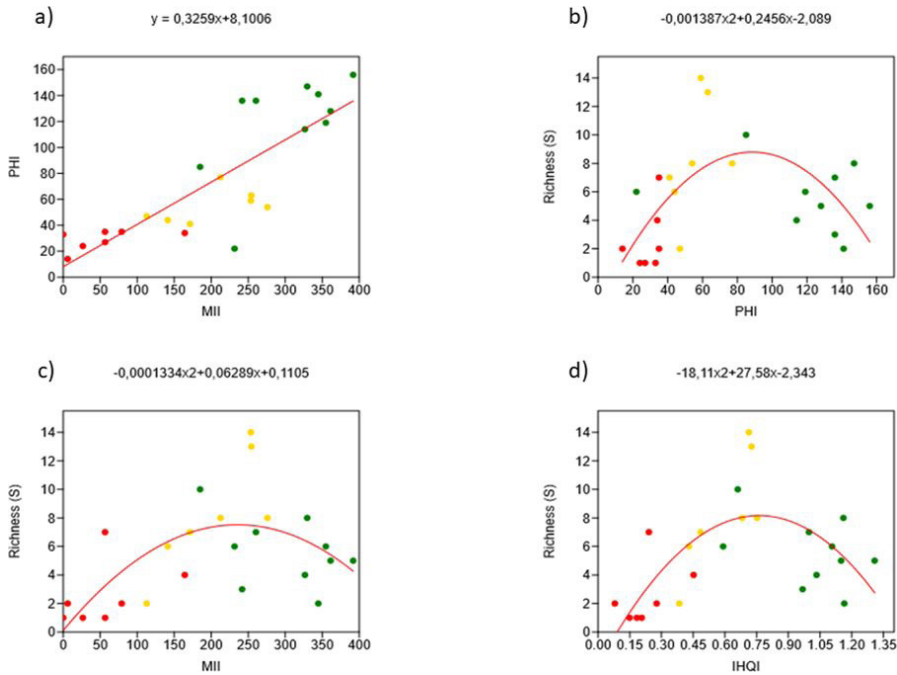 a)
y = 0,3259x+8,1006
PHI
160
140
120
100
80
60
40
20
0
0 50 100 150 200 250 300 350 400
MII
b)
-0,001387x2+0,2456x-2,089
Richness (S)
14
12
10
8
6
4
2
0
0 20 40 60 80 100 120 140 160
PHI
c)
-0,0001334x2+0,06289x+0,1105
Richness (S)
14
12
10
8
6
4
2
0
0 50 100 150 200 250 300 350 400
MII
d)
-18,11x2+27,58x-2,343
Richness (S)
14
12
10
8
6
4
2
0
0.00 0.15 0.30 0.45 0.60 0.75 0.90 1.05 1.20 1.35
IHQI